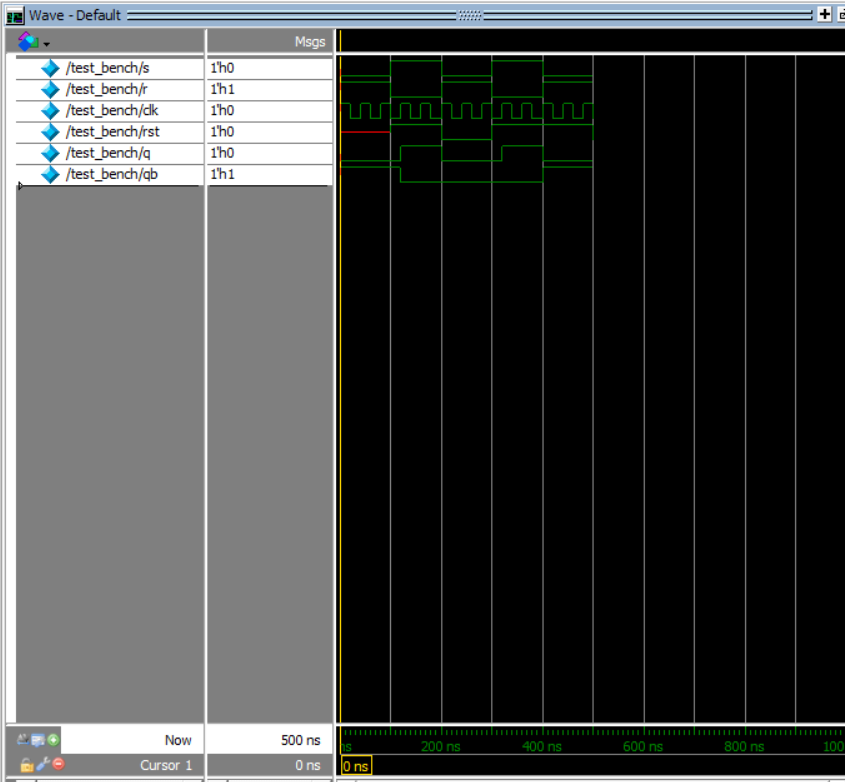 Wave - Default
Msgs
/test_bench/s 1'h0
/test_bench/r 1'h1
/test_bench/clk 1'h0
/test_bench/rst 1'h0
/test_bench/q 1'h0
/test_bench/qb 1'h1
Now 500 ns
ns 200 ns 400 ns 600 ns 800 ns 100
Cursor 1 0 ns 0 ns